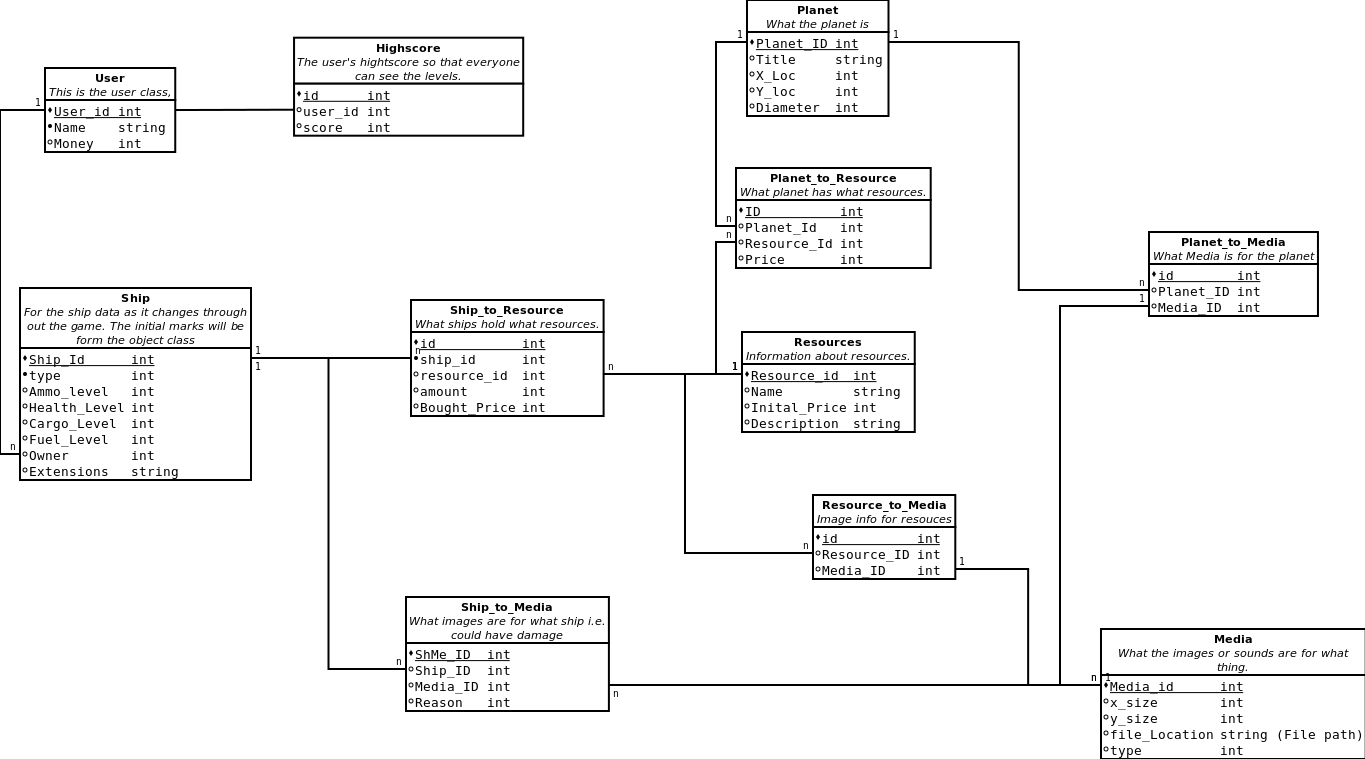 User
This is the user class,
User_id int
Name string
Money int
1
Highscore
The user's hightscore so that everyone
can see the levels.
id int
user_id int
score int
Planet
What the planet is
Planet_ID int
Title string
X_Loc int
Y_loc int
Diameter int
1
1
Planet_to_Resource
What planet has what resources.
ID int
Planet_Id int
Resource_Id int
Price int
n
n
Planet_to_Media
What Media is for the planet
id int
Planet_ID int
Media_ID int
n
1
Ship
For the ship data as it changes through
out the game. The initial marks will be
form the object class
Ship_Id int
type int
Ammo_level int
Health_Level int
Cargo_Level int
Fuel_Level int
Owner int
Extensions string
n
1
1
Ship_to_Resource
What ships hold what resources.
id int
ship_id int
resource_id int
amount int
Bought_Price int
n
n
Resources
Information about resources.
Resource_id int
Name string
Inital_Price int
Description string
1
Resource_to_Media
Image info for resouces
id int
Resource_ID int
Media_ID int
n
1
Ship_to_Media
What images are for what ship i.e.
could have damage
ShMe_ID int
Ship_ID int
Media_ID int
Reason int
n
n
Media
What the images or sounds are for what
thing.
Media_id int
x_size int
y_size int
file_Location string (File path)
type int
n
1